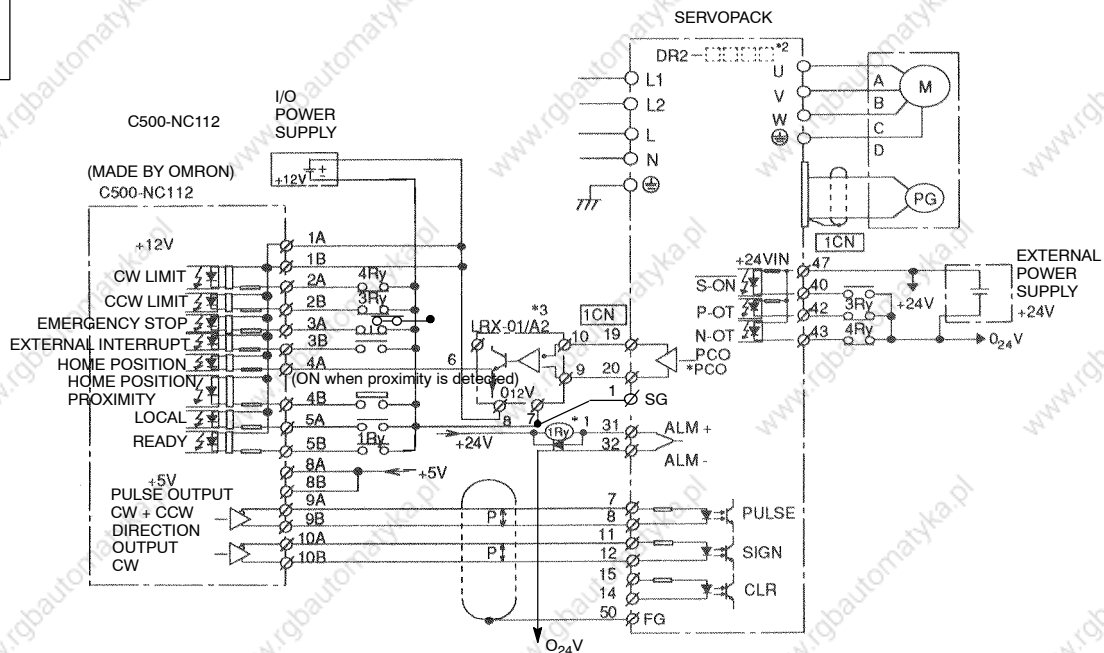 SERVOPACK
DR2-
*2
U
V
W
A
B
C
D
M
L1
L2
L
N
PG
1CN
I/O
POWER
SUPPLY
C500-NC112
+12V
(MADE BY OMRON)
C500-NC112
+12V
CW LIMIT
CCW LIMIT
EMERGENCY STOP
EXTERNAL INTERRUPT
HOME POSITION
HOME POSITION
PROXIMITY
LOCAL
READY
+5V
PULSE OUTPUT
CW + CCW
DIRECTION
OUTPUT
CW
1A
1B
2A
2B
3A
3B
4A
4B
5A
5B
8A
8B
9A
9B
10A
10B
4Ry
3Ry
1Ry
+5V
(ON when proximity is detected)
*3
LRX-01/A2
6
10
9
8
7
0 12V
1CN
19
20
1
PCO
*PCO
SG
+24V
1Ry
*1
31
32
ALM +
ALM -
P
P
7
8
11
12
15
14
50
PULSE
SIGN
CLR
FG
0 24V
+24VIN
S-ON
P-OT
N-OT
47
40
42
43
3Ry
4Ry
+24V
EXTERNAL
POWER
SUPPLY
+24V
0 24V
www.rgbautomatyka.pl